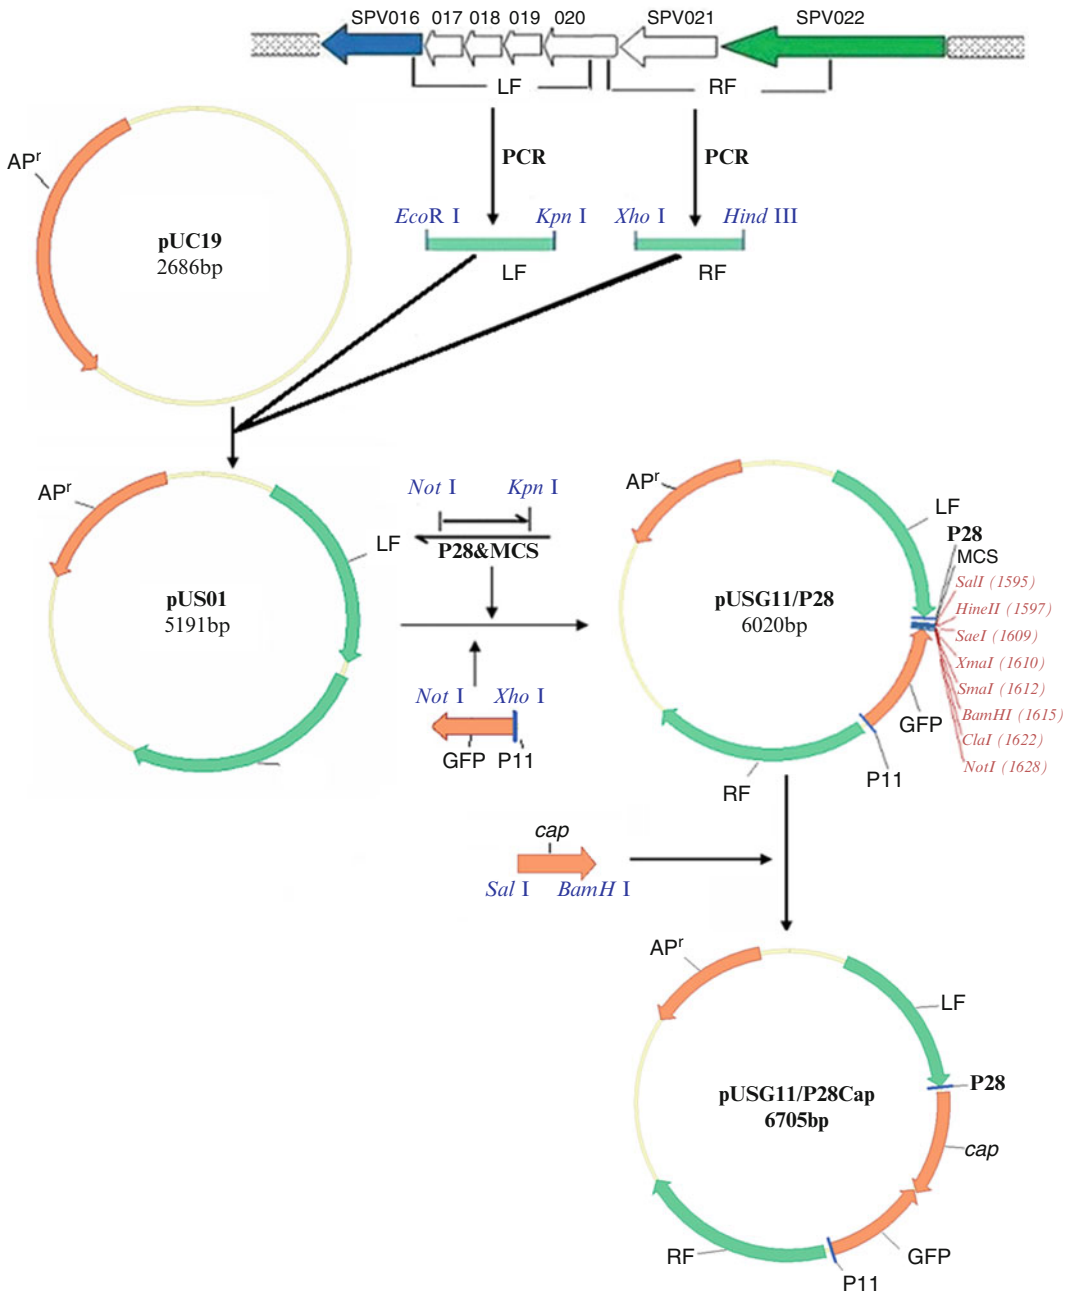 SPV016 017 018 019 020 SPV021 SPV022
LF RF
APr
PCR PCR
EcoR I Kpn I Xho I Hind III
pUC19
2686bp
LF RF
APr
Not I Kpn I
P28&MCS
LF
pUS01
5191bp
Not I Xho I
GFP P11
APr
LF
P28
MCS
SalI (1595)
HineII (1597)
SaeI (1609)
XmaI (1610)
SmaI (1612)
BamHI (1615)
ClaI (1622)
NotI (1628)
pUSG11/P28
6020bp
GFP
P11
RF
cap
Sal I BamH I
APr
LF
P28
pUSG11/P28Cap
6705bp
cap
GFP
RF
P11